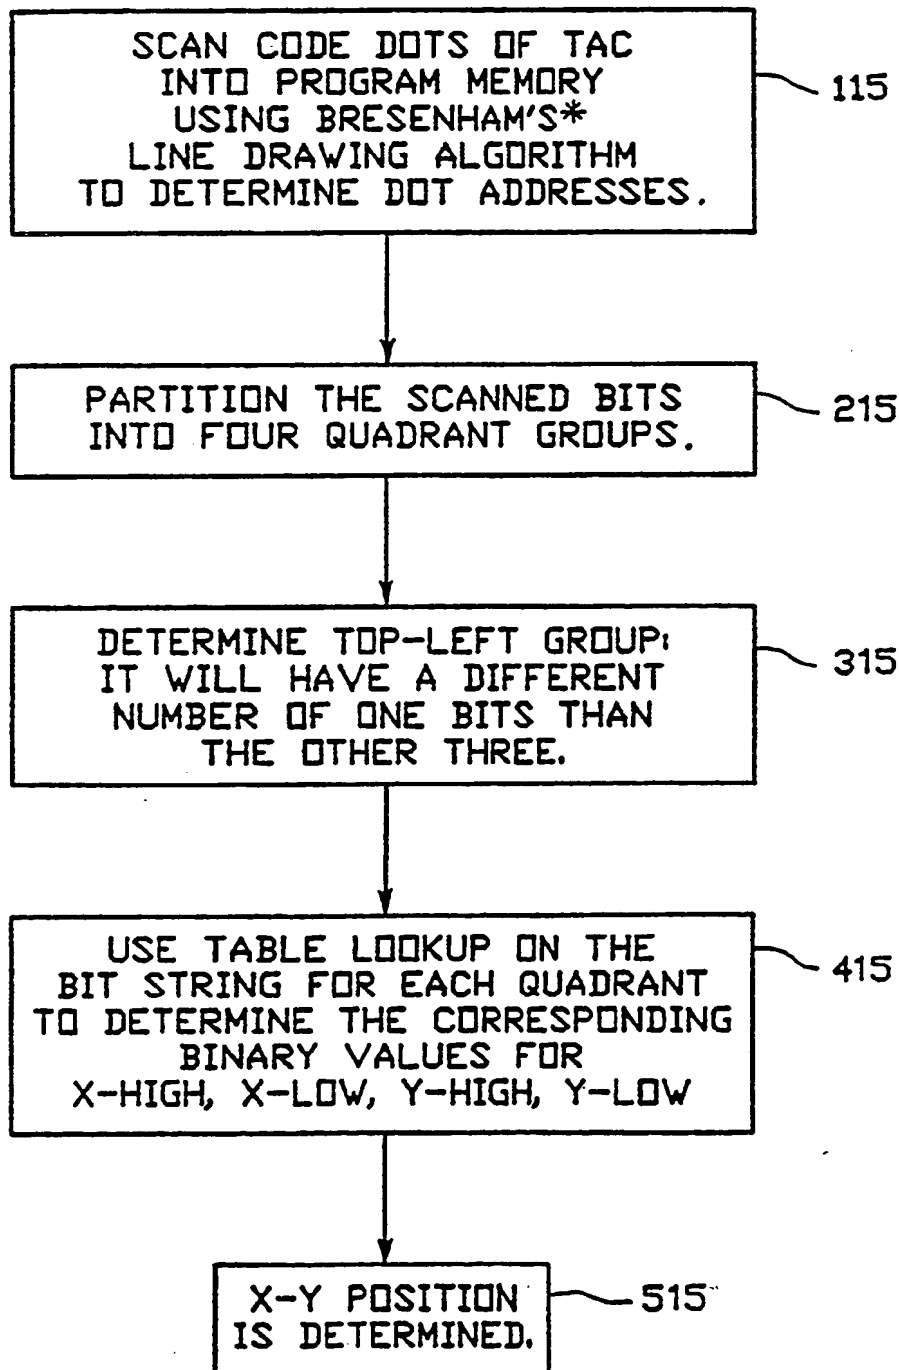 SCAN CODE DOTS OF TAC
INTO PROGRAM MEMORY
USING BRESENHAM'S*
LINE DRAWING ALGORITHM
TO DETERMINE DOT ADDRESSES.
115
PARTITION THE SCANNED BITS
INTO FOUR QUADRANT GROUPS.
215
DETERMINE TOP-LEFT GROUP:
IT WILL HAVE A DIFFERENT
NUMBER OF ONE BITS THAN
THE OTHER THREE.
315
USE TABLE LOOKUP ON THE
BIT STRING FOR EACH QUADRANT
TO DETERMINE THE CORRESPONDING
BINARY VALUES FOR
X-HIGH, X-LOW, Y-HIGH, Y-LOW
415
X-Y POSITION
IS DETERMINED.
515